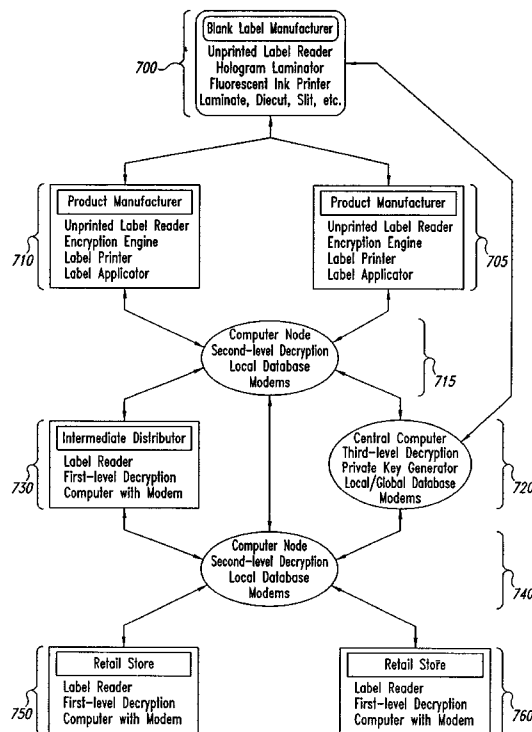 Blank Label Manufacturer
Unprinted Label Reader
Hologram Laminator
Fluorescent Ink Printer
Laminate, Diecut, Slit, etc.
700
Product Manufacturer
Unprinted Label Reader
Encryption Engine
Label Printer
Label Applicator
710
Product Manufacturer
Unprinted Label Reader
Encryption Engine
Label Printer
Label Applicator
705
Computer Node
Second-level Decryption
Local Database
Modems
715
Intermediate Distributor
Label Reader
First-level Decryption
Computer with Modem
730
Central Computer
Third-level Decryption
Private Key Generator
Local/Global Database
Modems
720
Computer Node
Second-level Decryption
Local Database
Modems
740
Retail Store
Label Reader
First-level Decryption
Computer with Modem
750
Retail Store
Label Reader
First-level Decryption
Computer with Modem
760